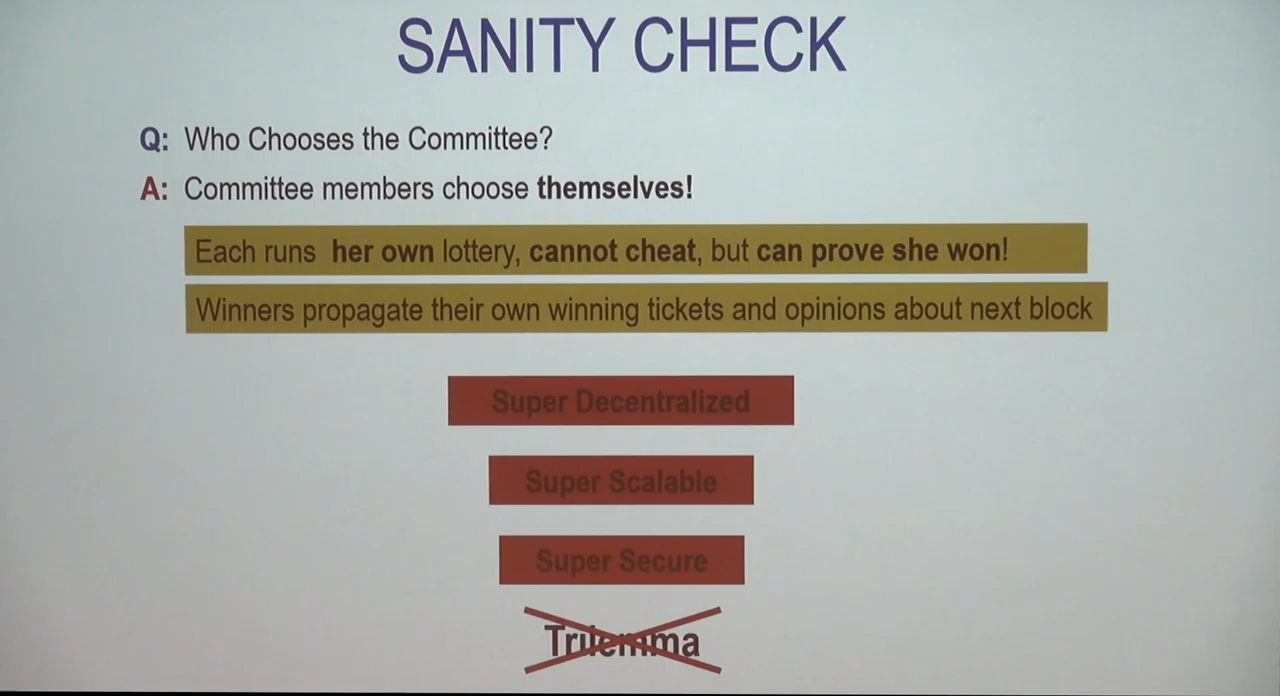 SANITY CHECK
Q: Who Chooses the Committee?
A: Committee members choose themselves!
Each runs her own lottery, cannot cheat, but can prove she won!
Winners propagate their own winning tickets and opinions about next block
Super Decentralized
Super Scalable
Super Secure
Trilemma